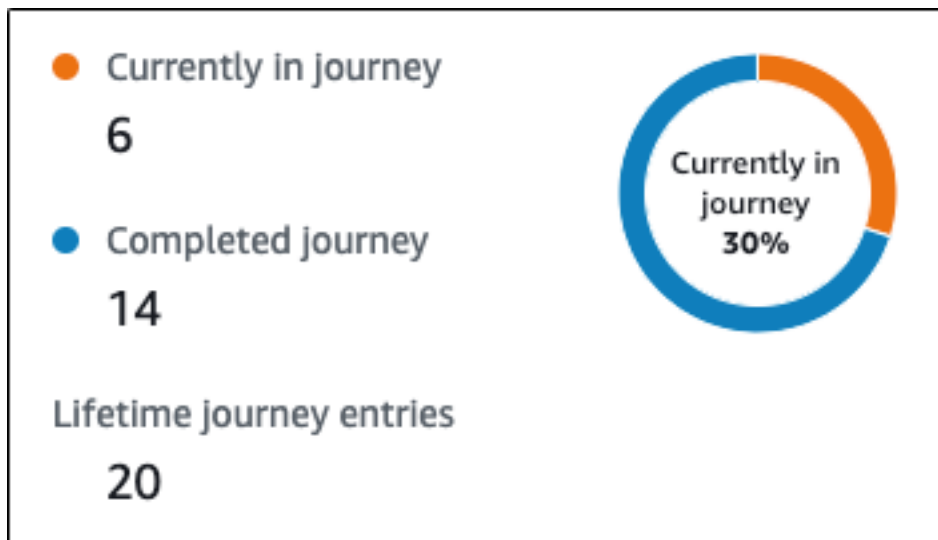 Currently in journey
6
Completed journey
14
Lifetime journey entries
20
Currently in
journey
30%